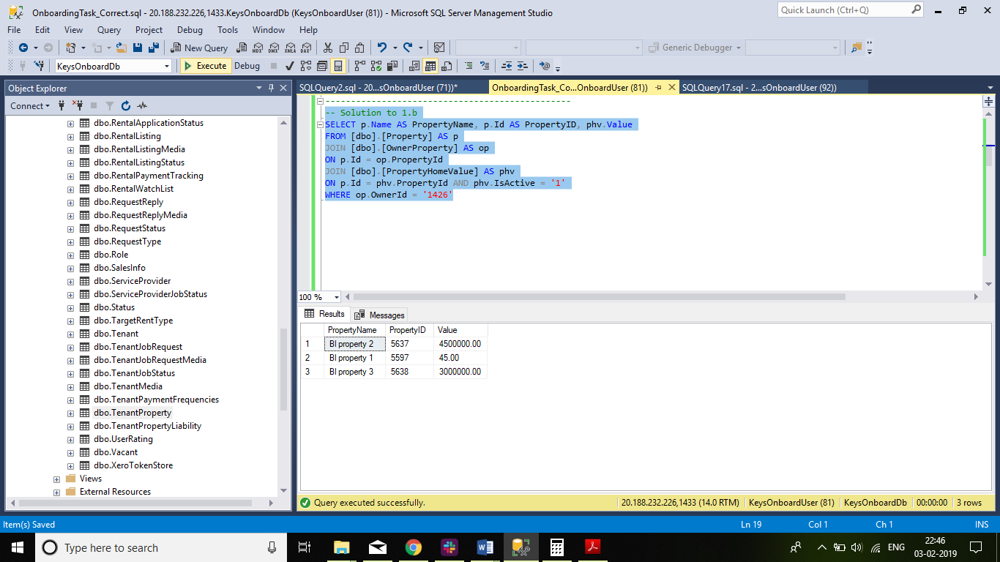 OnboardingTask_Correct.sql - 20.188.232.226,1433.KeysOnboardDb (KeysOnboardUser (81)) - Microsoft SQL Server Management Studio
Quick Launch (Ctrl+Q)
File Edit View Query Project Debug Tools Window Help
New Query MDX DMX XMLA DAX Generic Debugger
KeysOnboardDb Execute Debug
Object Explorer
Connect
dbo.RentalApplicationStatus
dbo.RentalListing
dbo.RentalListingMedia
dbo.RentalListingStatus
dbo.RentalPaymentTracking
dbo.RentalWatchList
dbo.RequestReply
dbo.RequestReplyMedia
dbo.RequestStatus
dbo.RequestType
dbo.Role
dbo.SalesInfo
dbo.ServiceProvider
dbo.ServiceProviderJobStatus
dbo.Status
dbo.TargetRentType
dbo.Tenant
dbo.TenantJobRequest
dbo.TenantJobRequestMedia
dbo.TenantJobStatus
dbo.TenantMedia
dbo.TenantPaymentFrequencies
dbo.TenantProperty
dbo.TenantPropertyLiability
dbo.UserRating
dbo.Vacant
dbo.XeroTokenStore
Views
External Resources
SQLQuery2.sql - 20...sOnboardUser (71))* OnboardingTask_Co...OnboardUser (81)) SQLQuery17.sql - 2...sOnboardUser (92))
-- Solution to 1.b
SELECT p.Name AS PropertyName, p.Id AS PropertyID, phv.Value
FROM [dbo].[Property] AS p
JOIN [dbo].[OwnerProperty] AS op
ON p.Id = op.PropertyId
JOIN [dbo].[PropertyHomeValue] AS phv
ON p.Id = phv.PropertyId AND phv.IsActive = '1'
WHERE op.OwnerId = '1426'
100 %
Results Messages
PropertyName PropertyID Value
1 BI property 2 5637 4500000.00
2 BI property 1 5597 45.00
3 BI property 3 5638 3000000.00
Query executed successfully. 20.188.232.226,1433 (14.0 RTM) KeysOnboardUser (81) KeysOnboardDb 00:00:00 3 rows
Item(s) Saved Ln 19 Col 1 Ch 1 INS
Type here to search ENG 22:46
03-02-2019